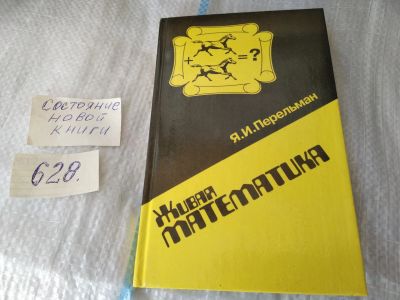 Состояние
новой
книги
628.
+ = ?
Я.И.Перельман
Живая
МАТЕМАТИКА